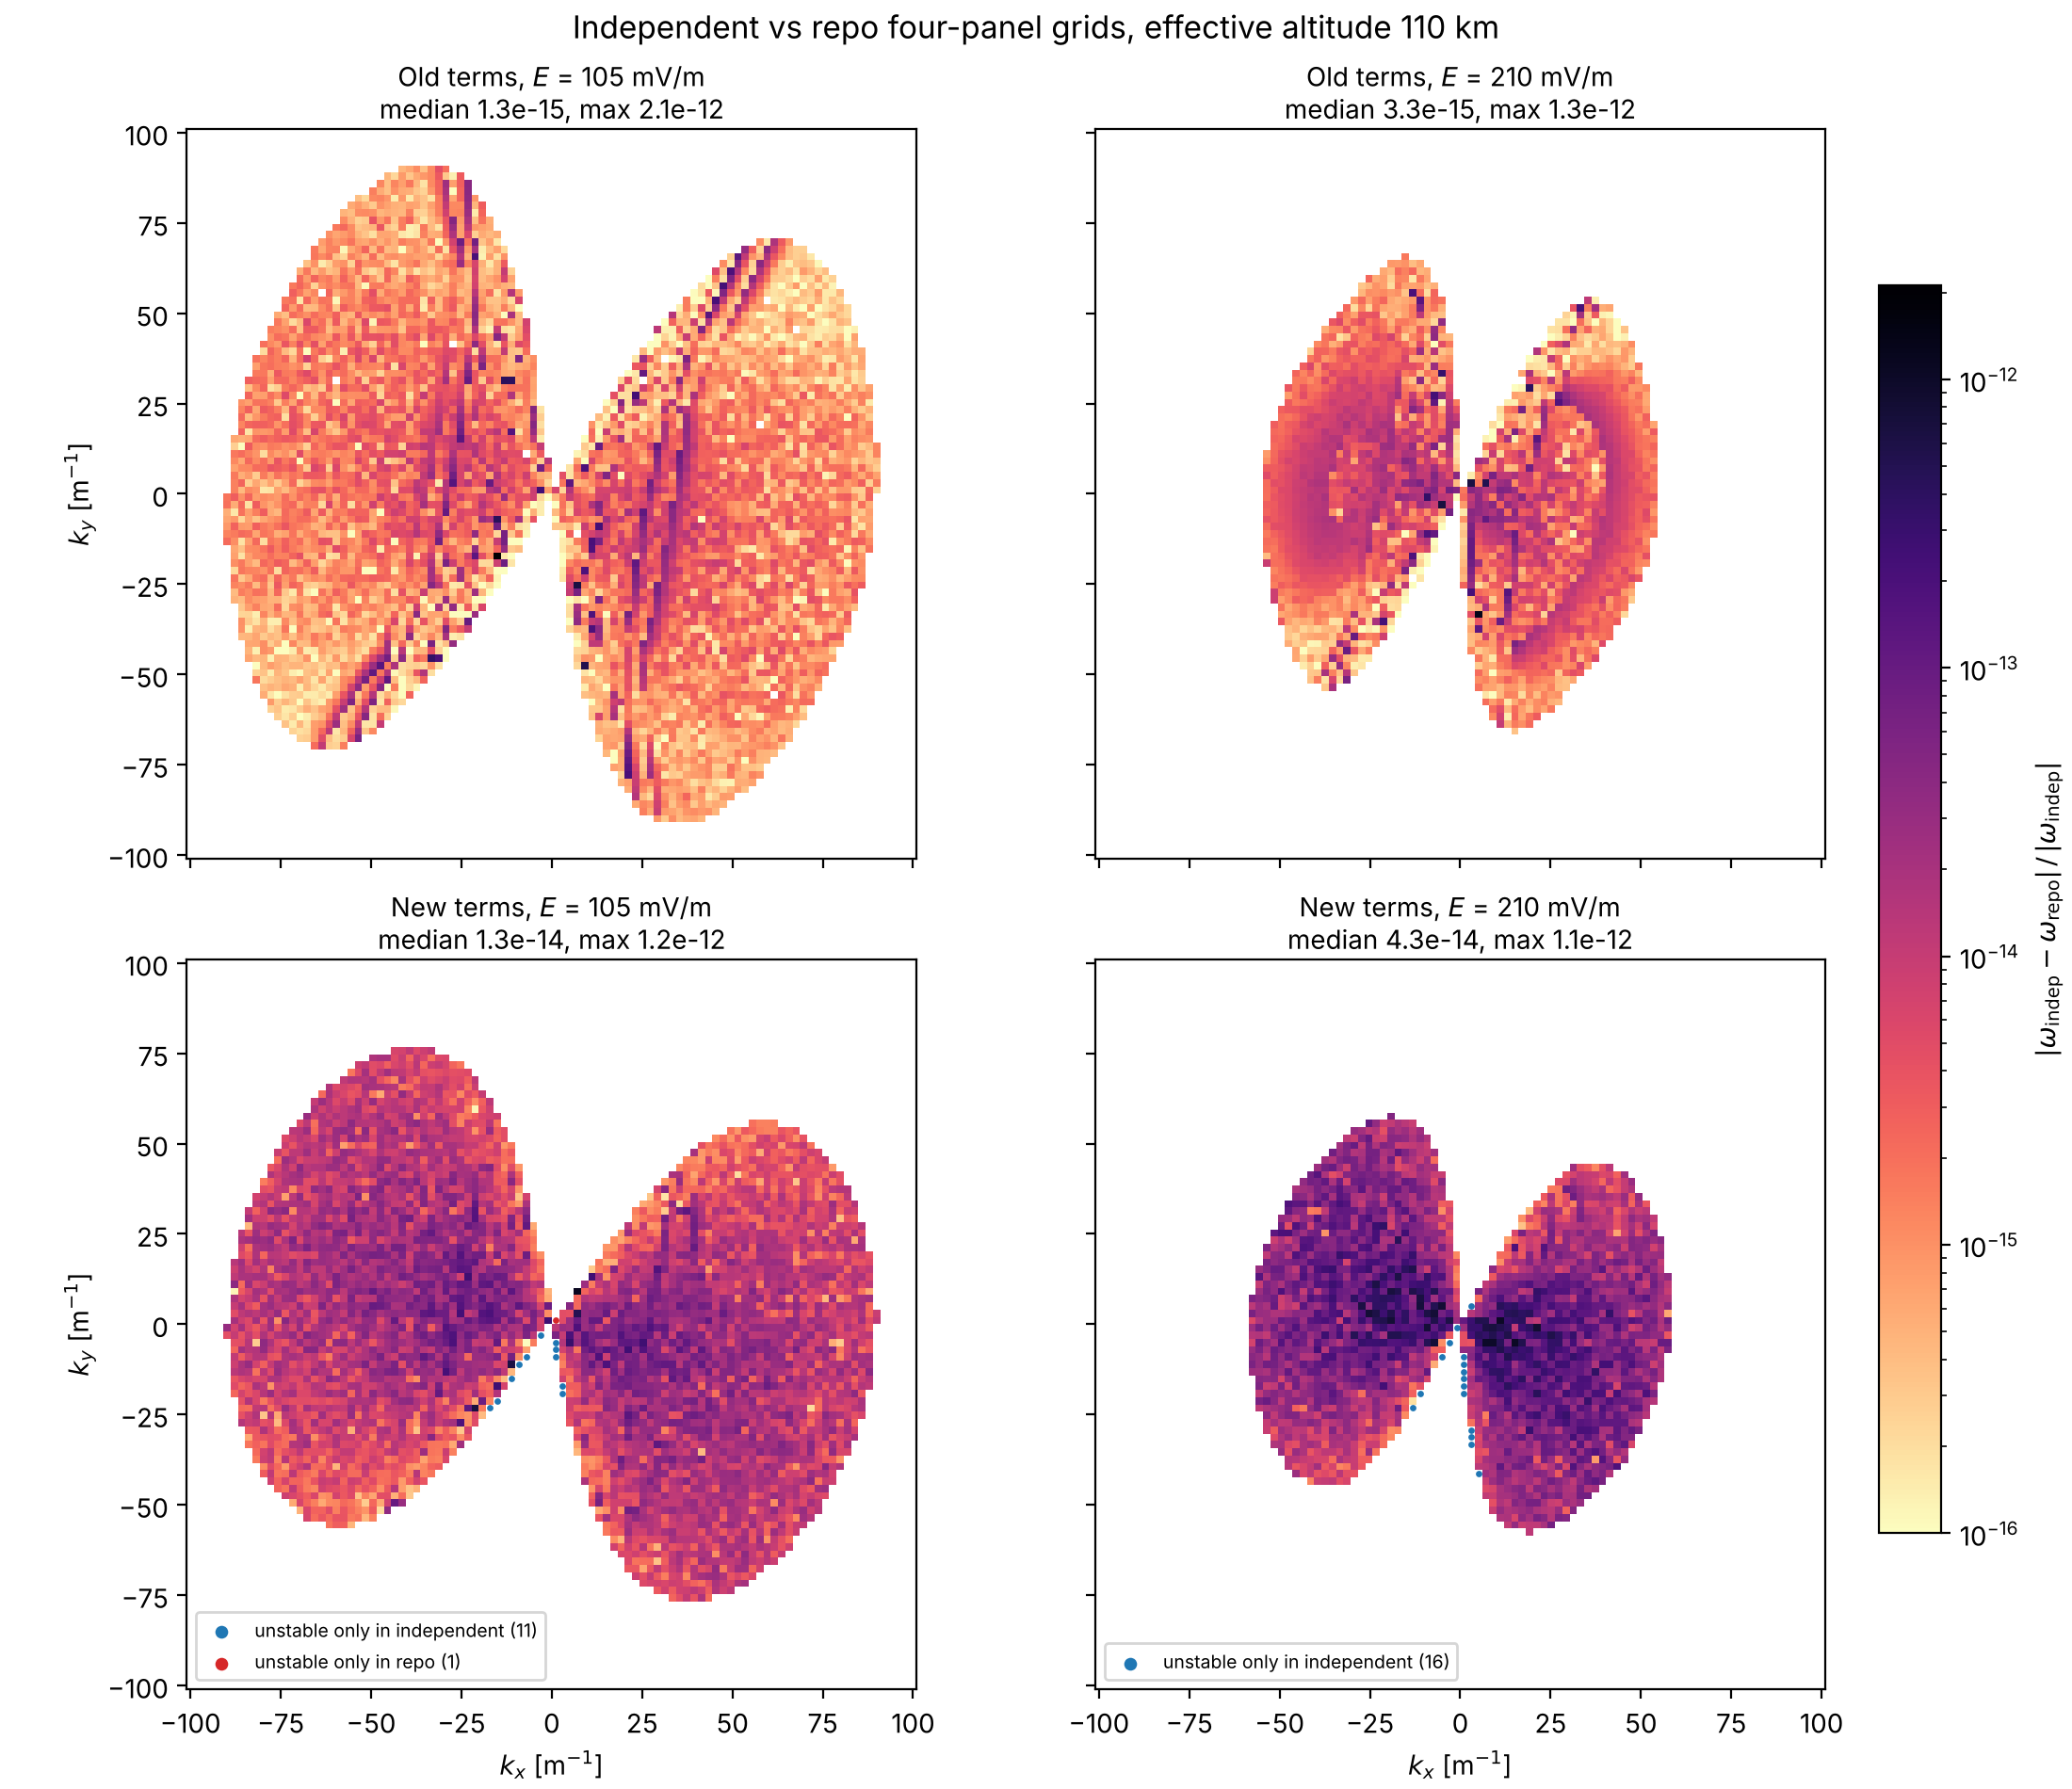 Independent vs repo four-panel grids, effective altitude 110 km
Old terms, E = 105 mV/m
median 1.3e-15, max 2.1e-12
Old terms, E = 210 mV/m
median 3.3e-15, max 1.3e-12
100
75
50
25
0
−25
−50
−75
−100
k_y [m⁻¹]
New terms, E = 105 mV/m
median 1.3e-14, max 1.2e-12
New terms, E = 210 mV/m
median 4.3e-14, max 1.1e-12
100
75
50
25
0
−25
−50
−75
−100
k_y [m⁻¹]
unstable only in independent (11)
unstable only in repo (1)
unstable only in independent (16)
−100 −75 −50 −25 0 25 50 75 100
−100 −75 −50 −25 0 25 50 75 100
k_x [m⁻¹]
k_x [m⁻¹]
10⁻¹²
10⁻¹³
10⁻¹⁴
10⁻¹⁵
10⁻¹⁶
|ω_indep − ω_repo| / |ω_indep|